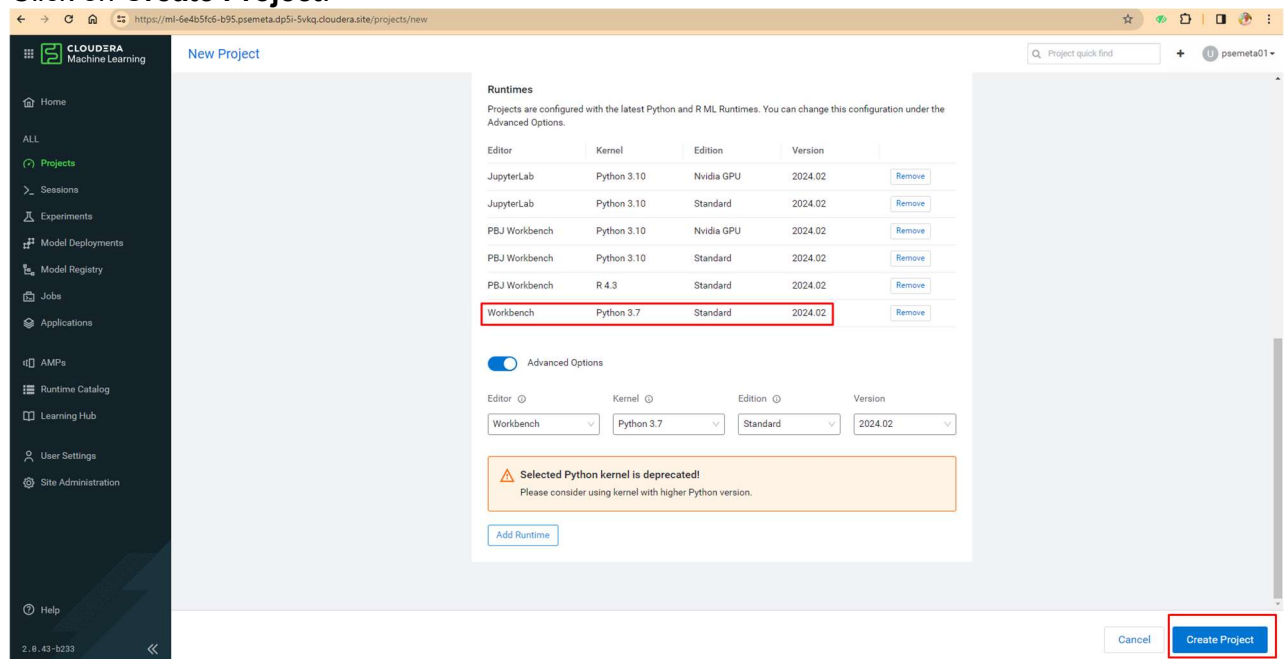 Click on Create Project.
https://ml-6e4b5fc6-b95.psemeta.dp5i-5vkq.cloudera.site/projects/new
CLOUDERA
Machine Learning
New Project
Project quick find
U psemeta01
Home
ALL
Projects
Sessions
Experiments
Model Deployments
Model Registry
Jobs
Applications
AMPs
Runtime Catalog
Learning Hub
User Settings
Site Administration
Help
2.0.43-b233
Runtimes
Projects are configured with the latest Python and R ML Runtimes. You can change this configuration under the
Advanced Options.
Editor Kernel Edition Version
JupyterLab Python 3.10 Nvidia GPU 2024.02 Remove
JupyterLab Python 3.10 Standard 2024.02 Remove
PBJ Workbench Python 3.10 Nvidia GPU 2024.02 Remove
PBJ Workbench Python 3.10 Standard 2024.02 Remove
PBJ Workbench R 4.3 Standard 2024.02 Remove
Workbench Python 3.7 Standard 2024.02 Remove
Advanced Options
Editor Kernel Edition Version
Workbench Python 3.7 Standard 2024.02
Selected Python kernel is deprecated!
Please consider using kernel with higher Python version.
Add Runtime
Cancel Create Project